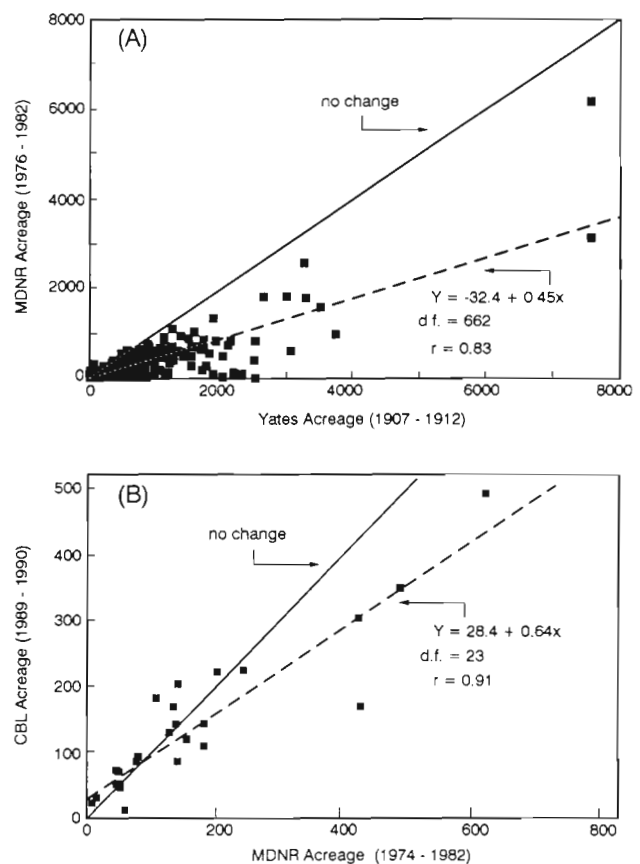 8000
(A)
no change
6000
MDNR Acreage (1976 - 1982)
4000
2000
Y = -32.4 + 0.45x
d.f. = 662
r = 0.83
0
0 2000 4000 6000 8000
Yates Acreage (1907 - 1912)
500
(B)
no change
400
CBL Acreage (1989 - 1990)
300
Y = 28.4 + 0.64x
d.f. = 23
200
r = 0.91
100
0
0 200 400 600 800
MDNR Acreage (1974 - 1982)